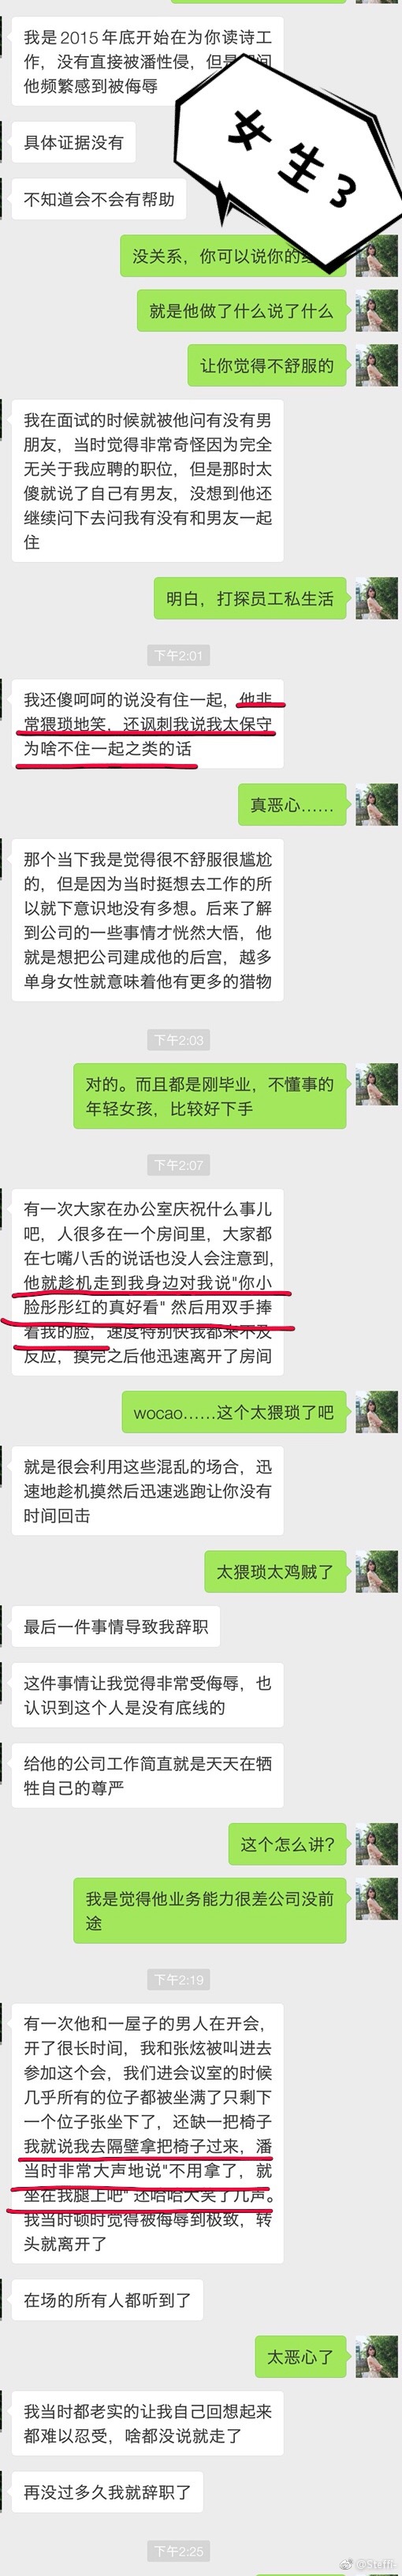 我是2015年底开始在为你读诗工
作，没有直接被潘性侵，但是期间
他频繁感到被侮辱
女生3
具体证据没有
不知道会不会有帮助
没关系，你可以说你的
就是他做了什么说了什么
让你觉得不舒服的
我在面试的时候就被他问有没有男
朋友，当时觉得非常奇怪因为完全
无关于我应聘的职位，但是那时太
傻就说了自己有男友，没想到他还
继续问下去问我有没有和男友一起
住
明白，打探员工私生活
下午2:01
我还傻呵呵的说没有住一起，他非
常猥琐地笑，还讽刺我说我太保守
为啥不住一起之类的话
真恶心……
那个当下我是觉得很不舒服很尴尬
的，但是因为当时挺想去工作的所
以就下意识地没有多想。后来了解
到公司的一些事情才恍然大悟，他
就是想把公司建成他的后宫，越多
单身女性就意味着他有更多的猎物
下午2:03
对的。而且都是刚毕业，不懂事的
年轻女孩，比较好下手
下午2:07
有一次大家在办公室庆祝什么事儿
吧，人很多在一个房间里，大家都
在七嘴八舌的说话也没人会注意到，
他就趁机走到我身边对我说"你小
脸彤彤红的真好看" 然后用双手捧
着我的脸，速度特别快我都来不及
反应，摸完之后他迅速离开了房间
wocao……这个太猥琐了吧
就是很会利用这些混乱的场合，迅
速地趁机摸然后迅速逃跑让你没有
时间回击
太猥琐太鸡贼了
最后一件事情导致我辞职
这件事情让我觉得非常受侮辱，也
认识到这个人是没有底线的
给他的公司工作简直就是天天在牺
牲自己的尊严
这个怎么讲？
我是觉得他业务能力很差公司没前
途
下午2:19
有一次他和一屋子的男人在开会，
开了很长时间，我和张炫被叫进去
参加这个会，我们进会议室的时候
几乎所有的位子都被坐满了只剩下
一个位子张坐下了，还缺一把椅子
我就说我去隔壁拿把椅子过来，潘
当时非常大声地说"不用拿了，就
坐在我腿上吧" 还哈哈大笑了几声。
我当时顿时觉得被侮辱到极致，转
头就离开了
在场的所有人都听到了
太恶心了
我当时都老实的让我自己回想起来
都难以忍受，啥都没说就走了
再没过多久我就辞职了
下午2:25